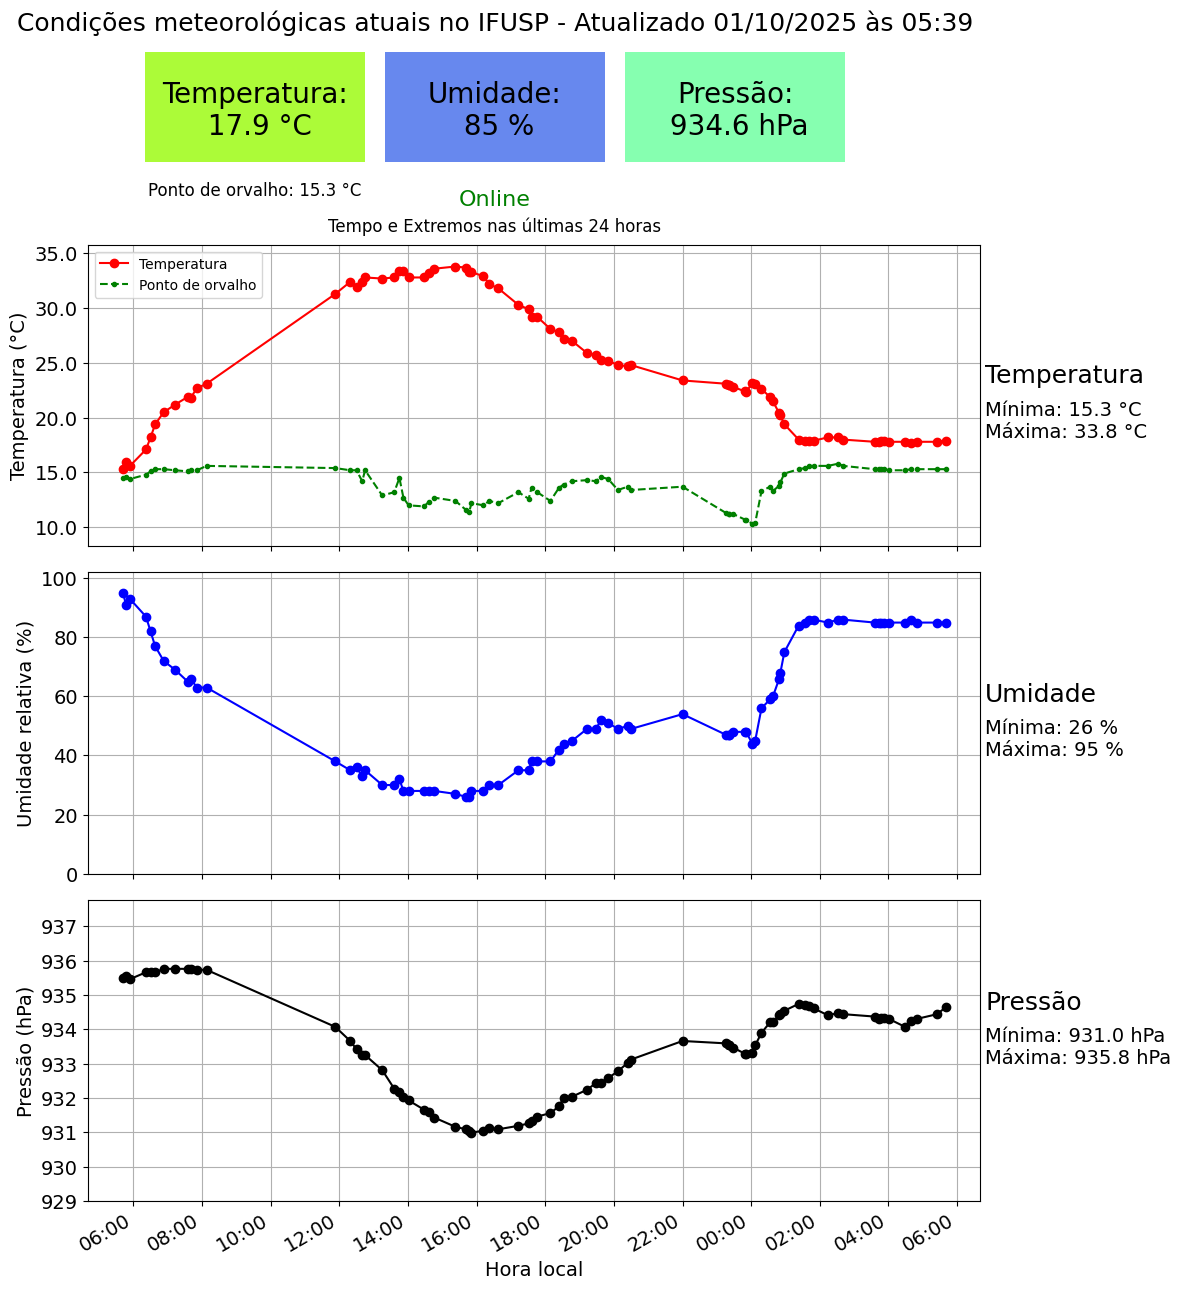 Condições meteorológicas atuais no IFUSP - Atualizado 01/10/2025 às 05:39
Temperatura:
17.9 °C
Umidade:
85 %
Pressão:
934.6 hPa
Ponto de orvalho: 15.3 °C
Online
Tempo e Extremos nas últimas 24 horas
Temperatura
Ponto de orvalho
Temperatura (°C)
35.0
30.0
25.0
20.0
15.0
10.0
Temperatura
Mínima: 15.3 °C
Máxima: 33.8 °C
Umidade relativa (%)
100
80
60
40
20
0
Umidade
Mínima: 26 %
Máxima: 95 %
Pressão (hPa)
937
936
935
934
933
932
931
930
929
Pressão
Mínima: 931.0 hPa
Máxima: 935.8 hPa
06:00 08:00 10:00 12:00 14:00 16:00 18:00 20:00 22:00 00:00 02:00 04:00 06:00
Hora local